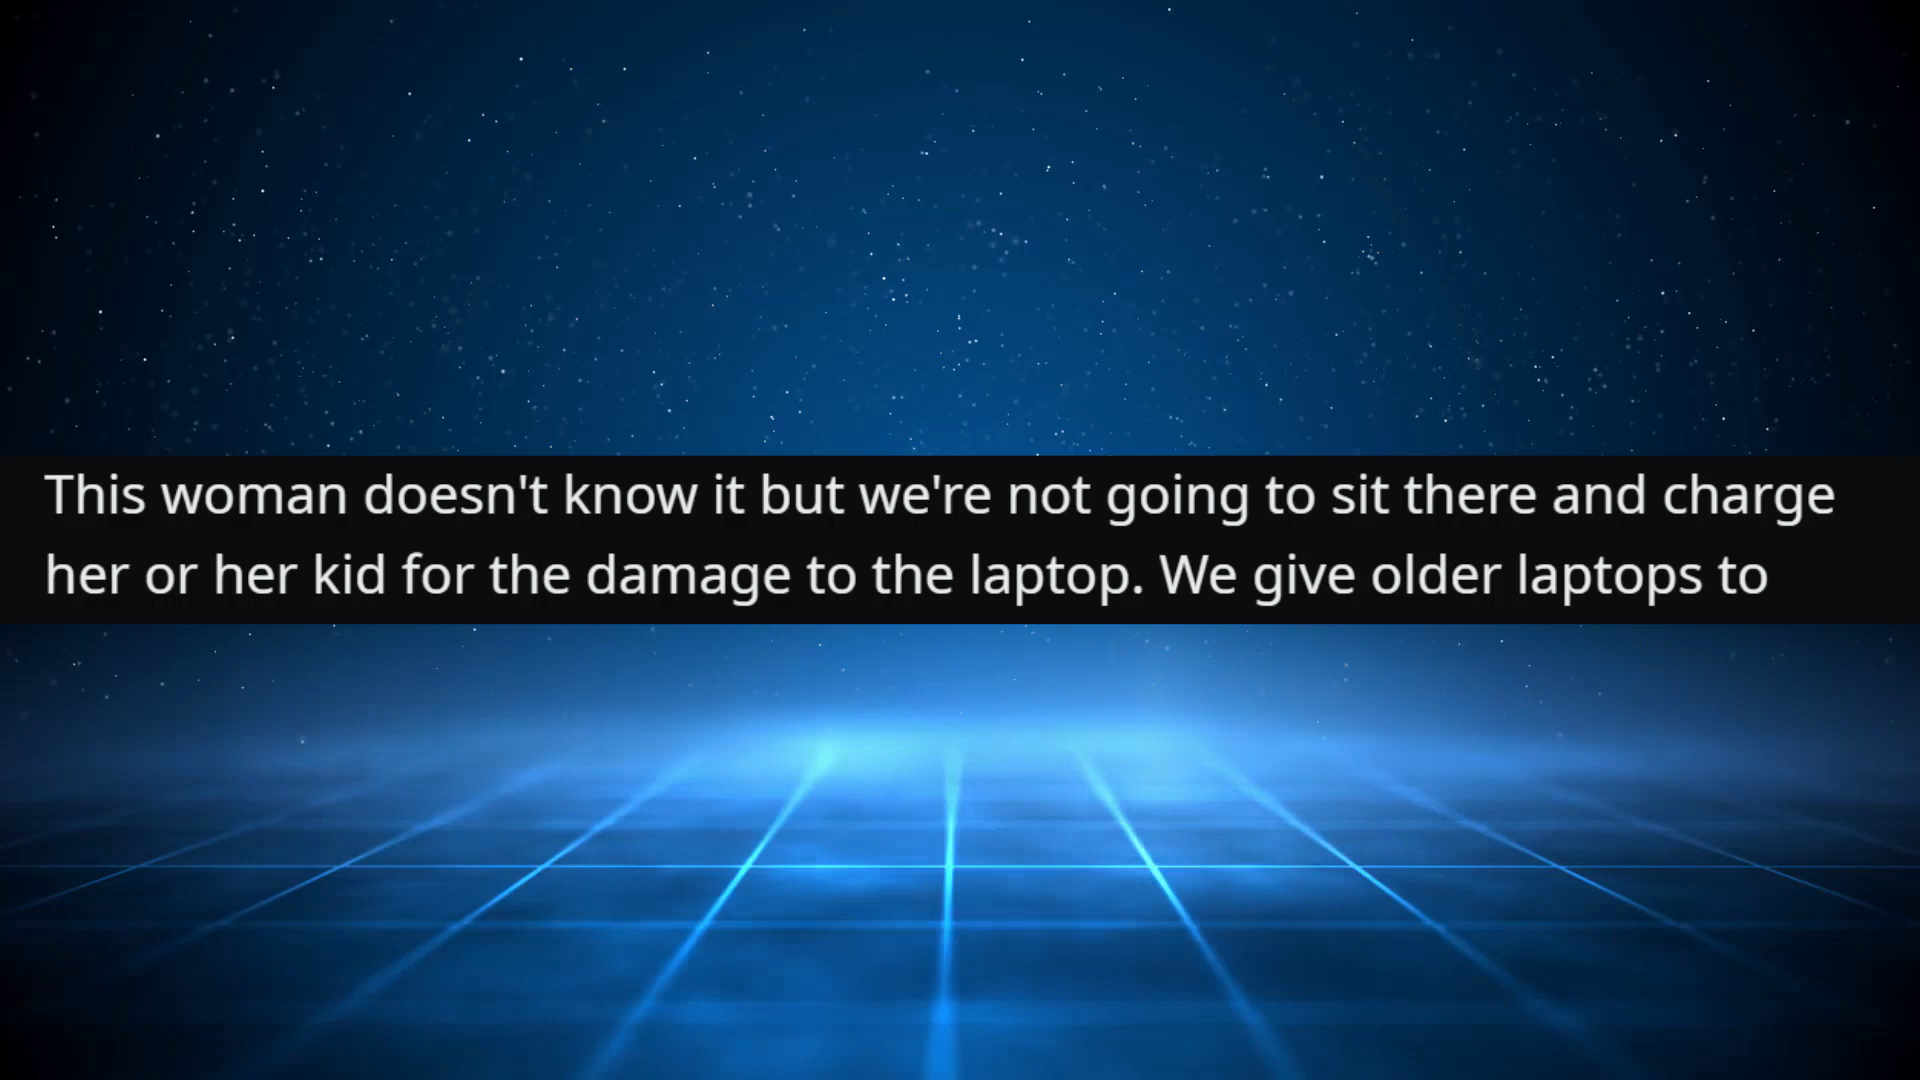 This woman doesn't know it but we're not going to sit there and charge
her or her kid for the damage to the laptop. We give older laptops to